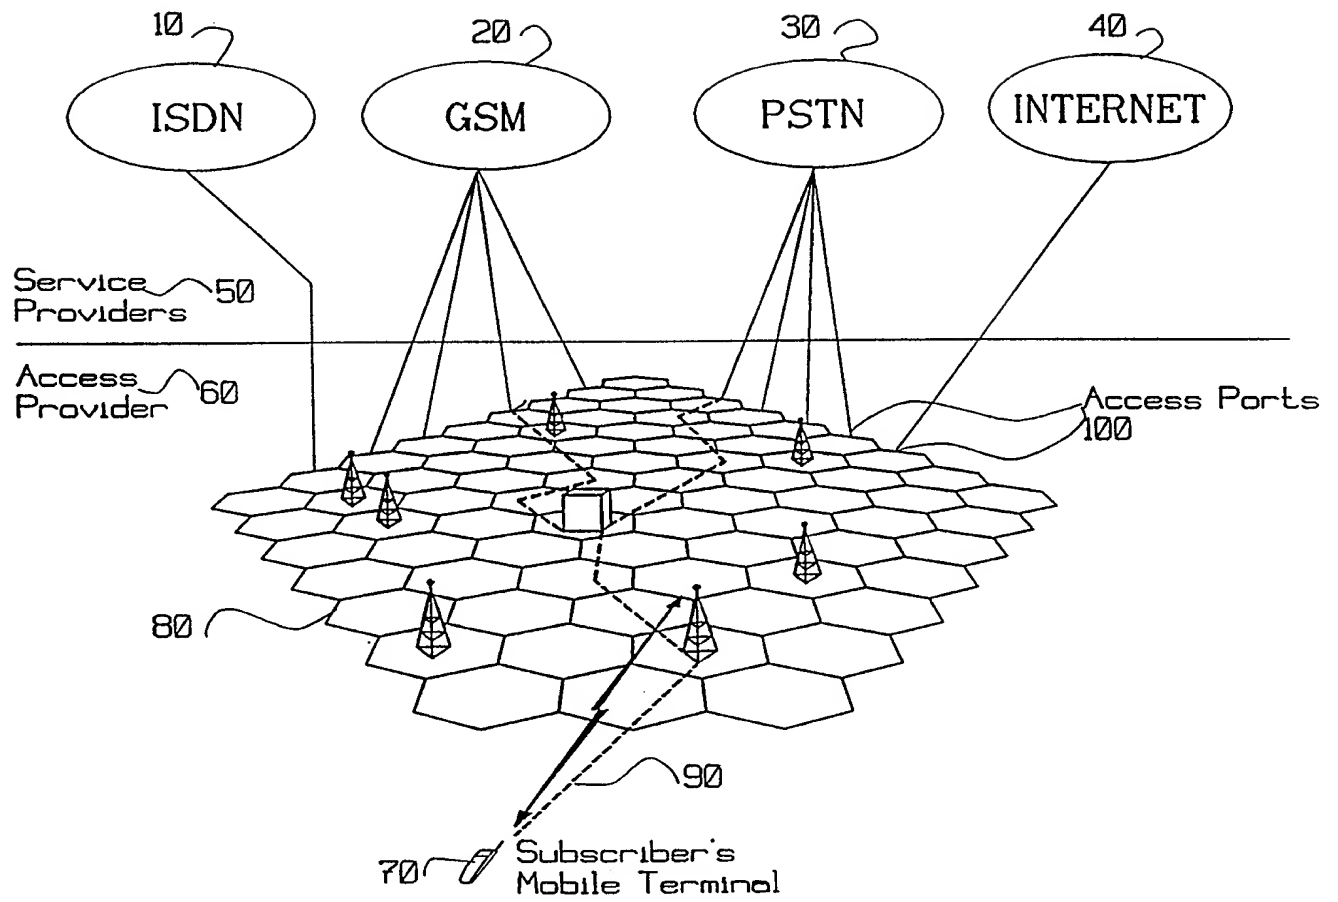 10
20
30
40
ISDN
GSM
PSTN
INTERNET
Service
Providers
50
Access
Provider
60
Access Ports
100
80
90
70
Subscriber's
Mobile Terminal